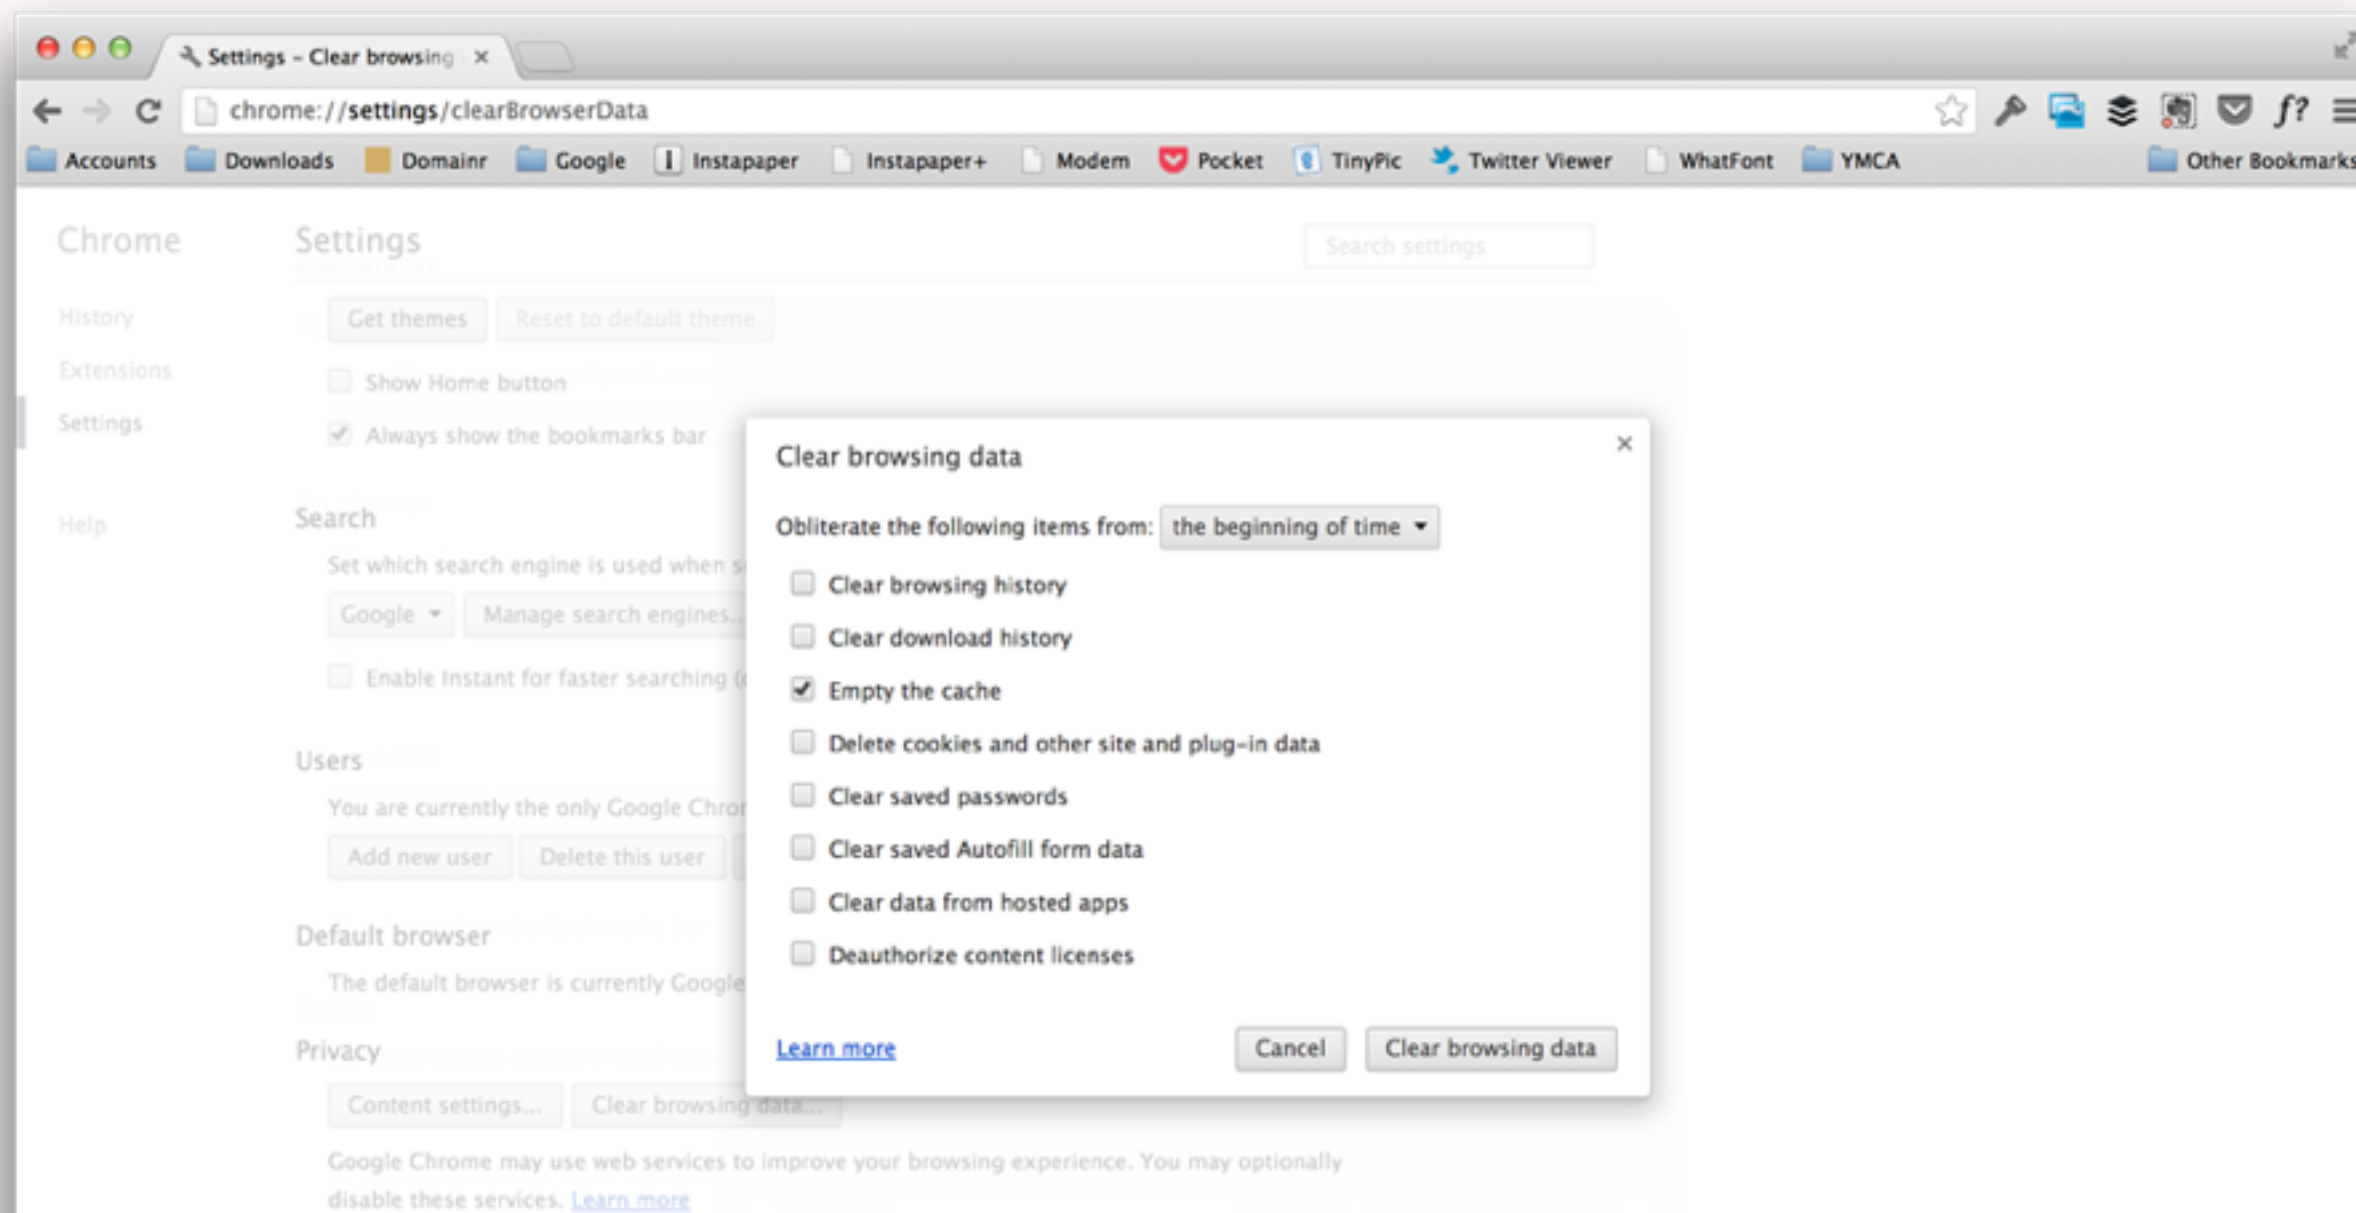 Settings – Clear browsing
chrome://settings/clearBrowserData
Accounts Downloads Domainr Google Instapaper Instapaper+ Modem Pocket TinyPic Twitter Viewer WhatFont YMCA Other Bookmarks
Chrome
Settings
Search settings
Appearance
History
Extensions
Settings
Help
Get themes Reset to default theme
Show Home button
Always show the bookmarks bar
Search
Set which search engine is used when
Google Manage search engines..
Enable Instant for faster searching
Users
You are currently the only Google
Add new user Delete this user
Default browser
The default browser is currently Google
Privacy
Content settings... Clear browsing data...
Google Chrome may use web services to improve your browsing experience. You may optionally
disable these services. Learn more
Clear browsing data
Obliterate the following items from: the beginning of time
Clear browsing history
Clear download history
Empty the cache
Delete cookies and other site and plug-in data
Clear saved passwords
Clear saved Autofill form data
Clear data from hosted apps
Deauthorize content licenses
Learn more Cancel Clear browsing data